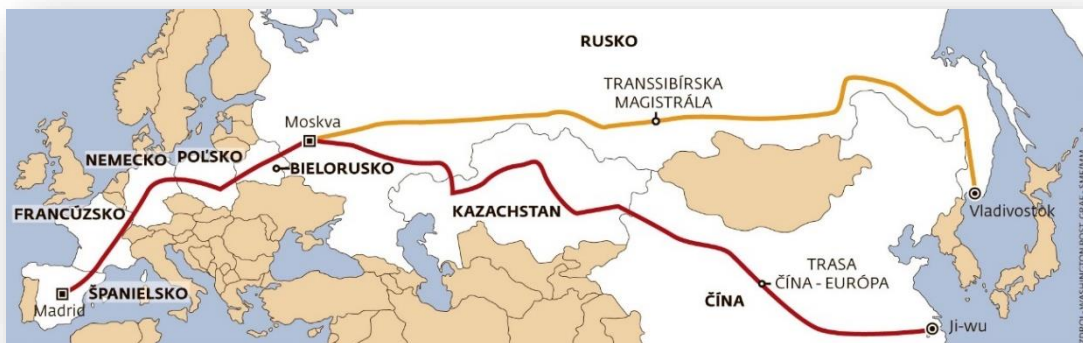 RUSKO
TRANSSIBÍRSKA
MAGISTRÁLA
Moskva
NEMECKO
POĽSKO
BIELORUSKO
FRANCÚZSKO
KAZACHSTAN
Vladivostok
Madrid
ŠPANIELSKO
TRASA
ČÍNA - EURÓPA
ČÍNA
Ji-wu